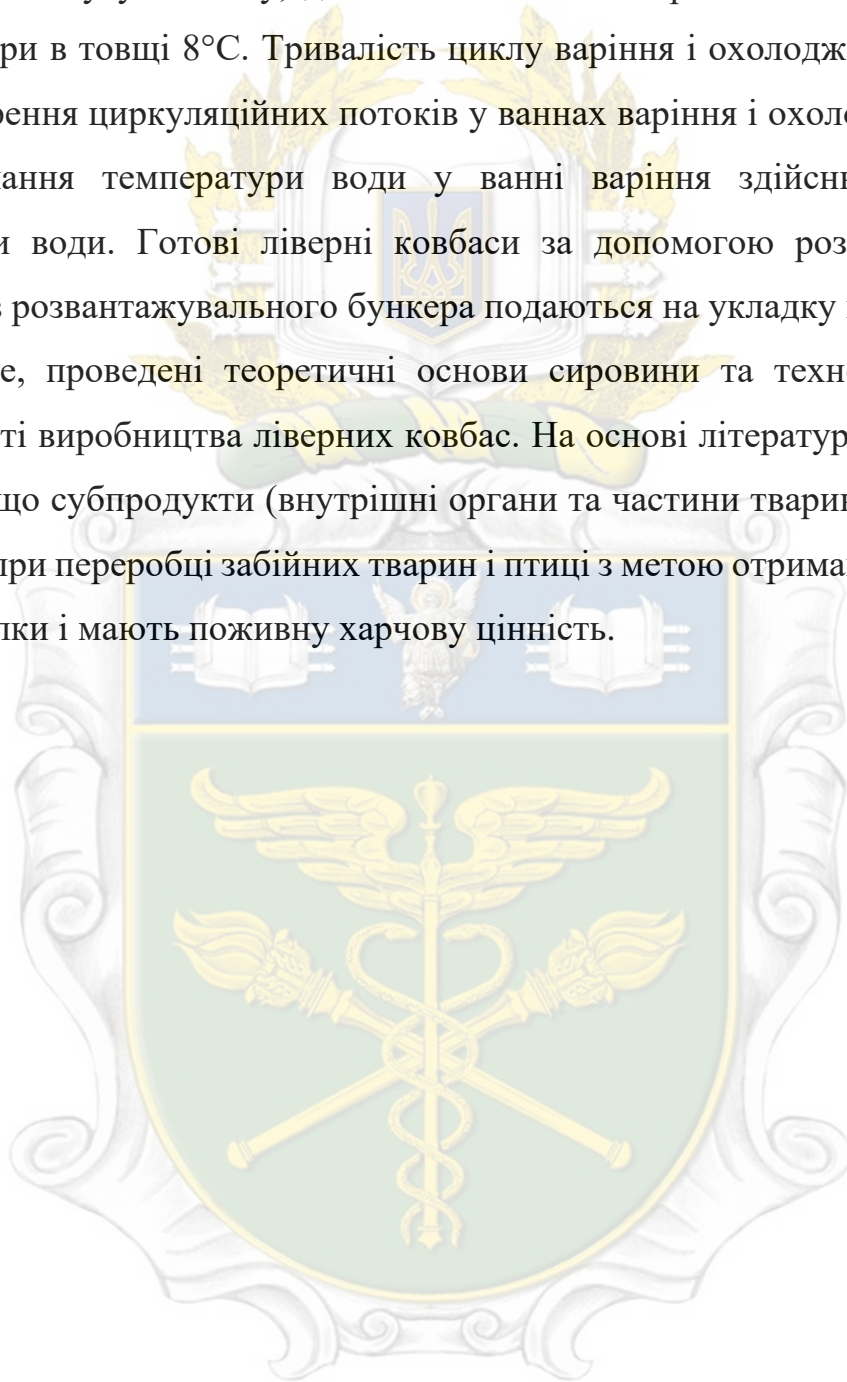 ри в товщі 8°С. Тривалість циклу варіння і охолодж
рення циркуляційних потоків у ваннах варіння і охоло
ання температури води у ванні варіння здійсн
и води. Готові ліверні ковбаси за допомогою роз
з розвантажувального бункера подаються на укладку
е, проведені теоретичні основи сировини та техн
ті виробництва ліверних ковбас. На основі літератур
що субпродукти (внутрішні органи та частини тварин
при переробці забійних тварин і птиці з метою отрима
лки і мають поживну харчову цінність.